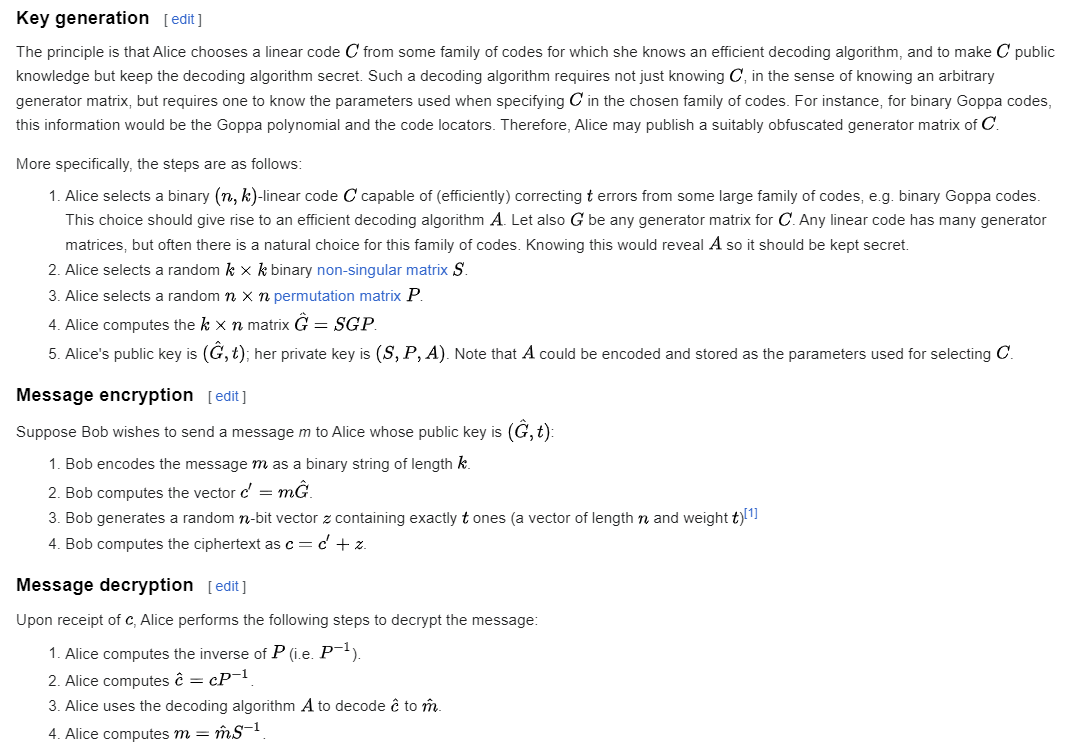 Key generation [ edit ]
The principle is that Alice chooses a linear code C from some family of codes for which she knows an efficient decoding algorithm, and to make C public
knowledge but keep the decoding algorithm secret. Such a decoding algorithm requires not just knowing C, in the sense of knowing an arbitrary
generator matrix, but requires one to know the parameters used when specifying C in the chosen family of codes. For instance, for binary Goppa codes,
this information would be the Goppa polynomial and the code locators. Therefore, Alice may publish a suitably obfuscated generator matrix of C.
More specifically, the steps are as follows:
1. Alice selects a binary (n, k)-linear code C capable of (efficiently) correcting t errors from some large family of codes, e.g. binary Goppa codes.
This choice should give rise to an efficient decoding algorithm A. Let also G be any generator matrix for C. Any linear code has many generator
matrices, but often there is a natural choice for this family of codes. Knowing this would reveal A so it should be kept secret.
2. Alice selects a random k × k binary non-singular matrix S.
3. Alice selects a random n × n permutation matrix P.
4. Alice computes the k × n matrix Ĝ = SGP.
5. Alice's public key is (Ĝ, t); her private key is (S, P, A). Note that A could be encoded and stored as the parameters used for selecting C.
Message encryption [ edit ]
Suppose Bob wishes to send a message m to Alice whose public key is (Ĝ, t):
1. Bob encodes the message m as a binary string of length k.
2. Bob computes the vector c′ = mĜ.
3. Bob generates a random n-bit vector z containing exactly t ones (a vector of length n and weight t)[1]
4. Bob computes the ciphertext as c = c′ + z.
Message decryption [ edit ]
Upon receipt of c, Alice performs the following steps to decrypt the message:
1. Alice computes the inverse of P (i.e. P⁻¹).
2. Alice computes ĉ = cP⁻¹.
3. Alice uses the decoding algorithm A to decode ĉ to m̂.
4. Alice computes m = m̂S⁻¹.